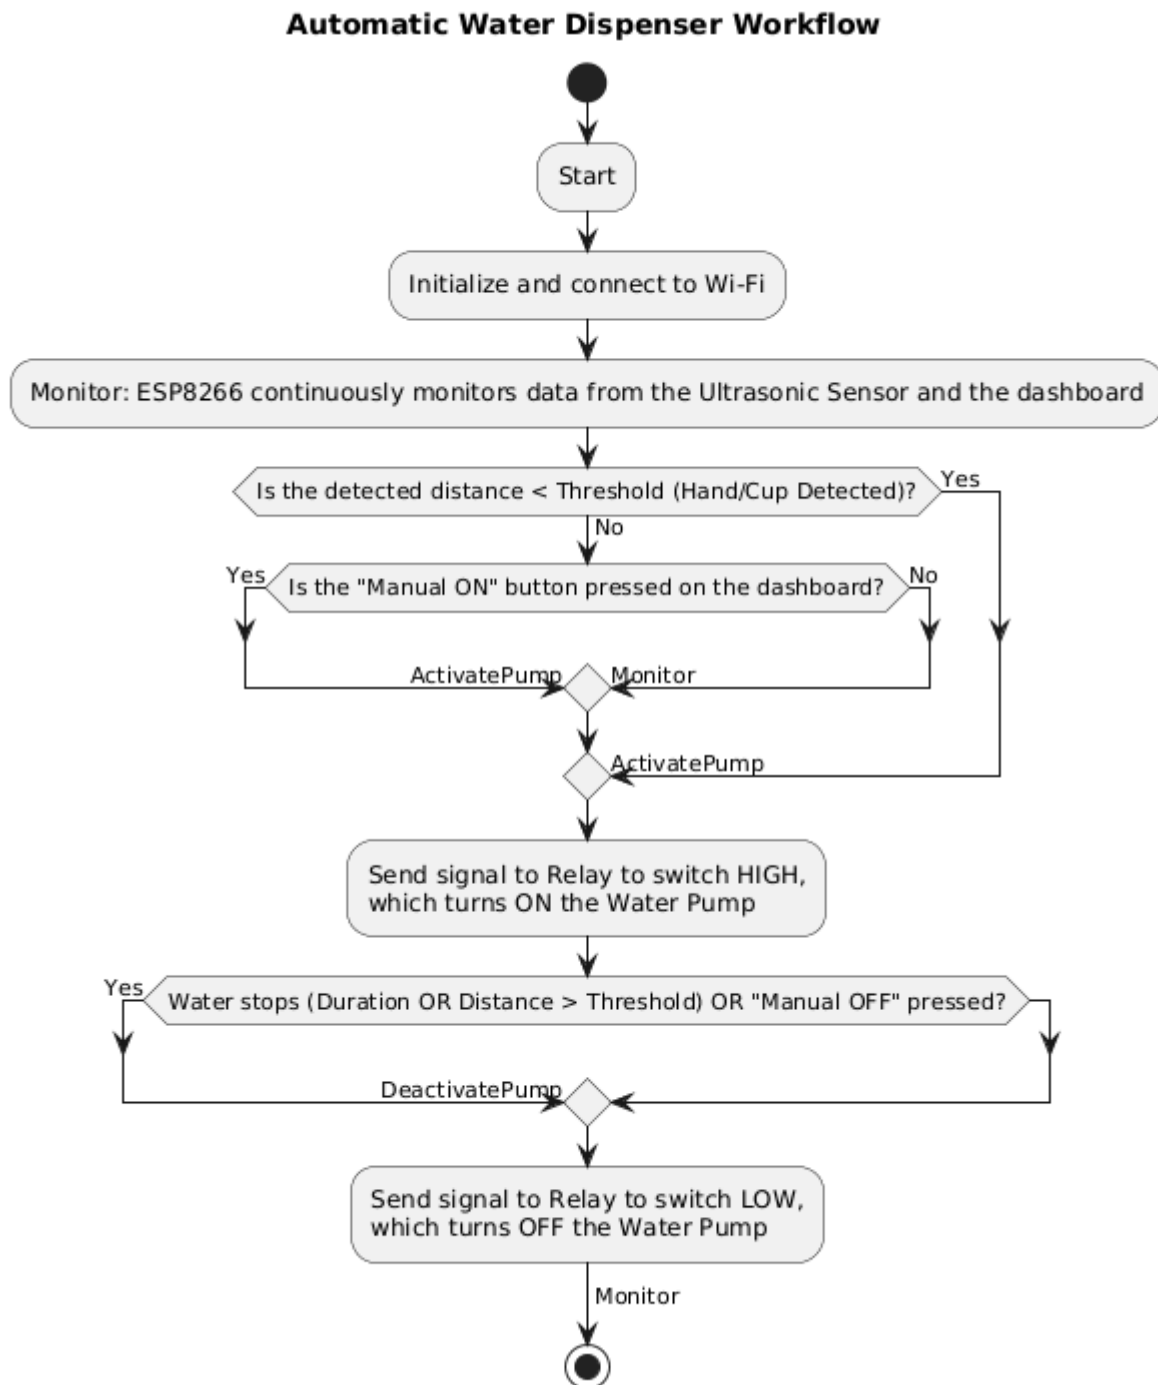 Automatic Water Dispenser Workflow
Start
Initialize and connect to Wi-Fi
Monitor: ESP8266 continuously monitors data from the Ultrasonic Sensor and the dashboard
Is the detected distance < Threshold (Hand/Cup Detected)?
Yes
No
Yes
Is the "Manual ON" button pressed on the dashboard?
No
ActivatePump
Monitor
ActivatePump
Send signal to Relay to switch HIGH,
which turns ON the Water Pump
Yes
Water stops (Duration OR Distance > Threshold) OR "Manual OFF" pressed?
DeactivatePump
Send signal to Relay to switch LOW,
which turns OFF the Water Pump
Monitor